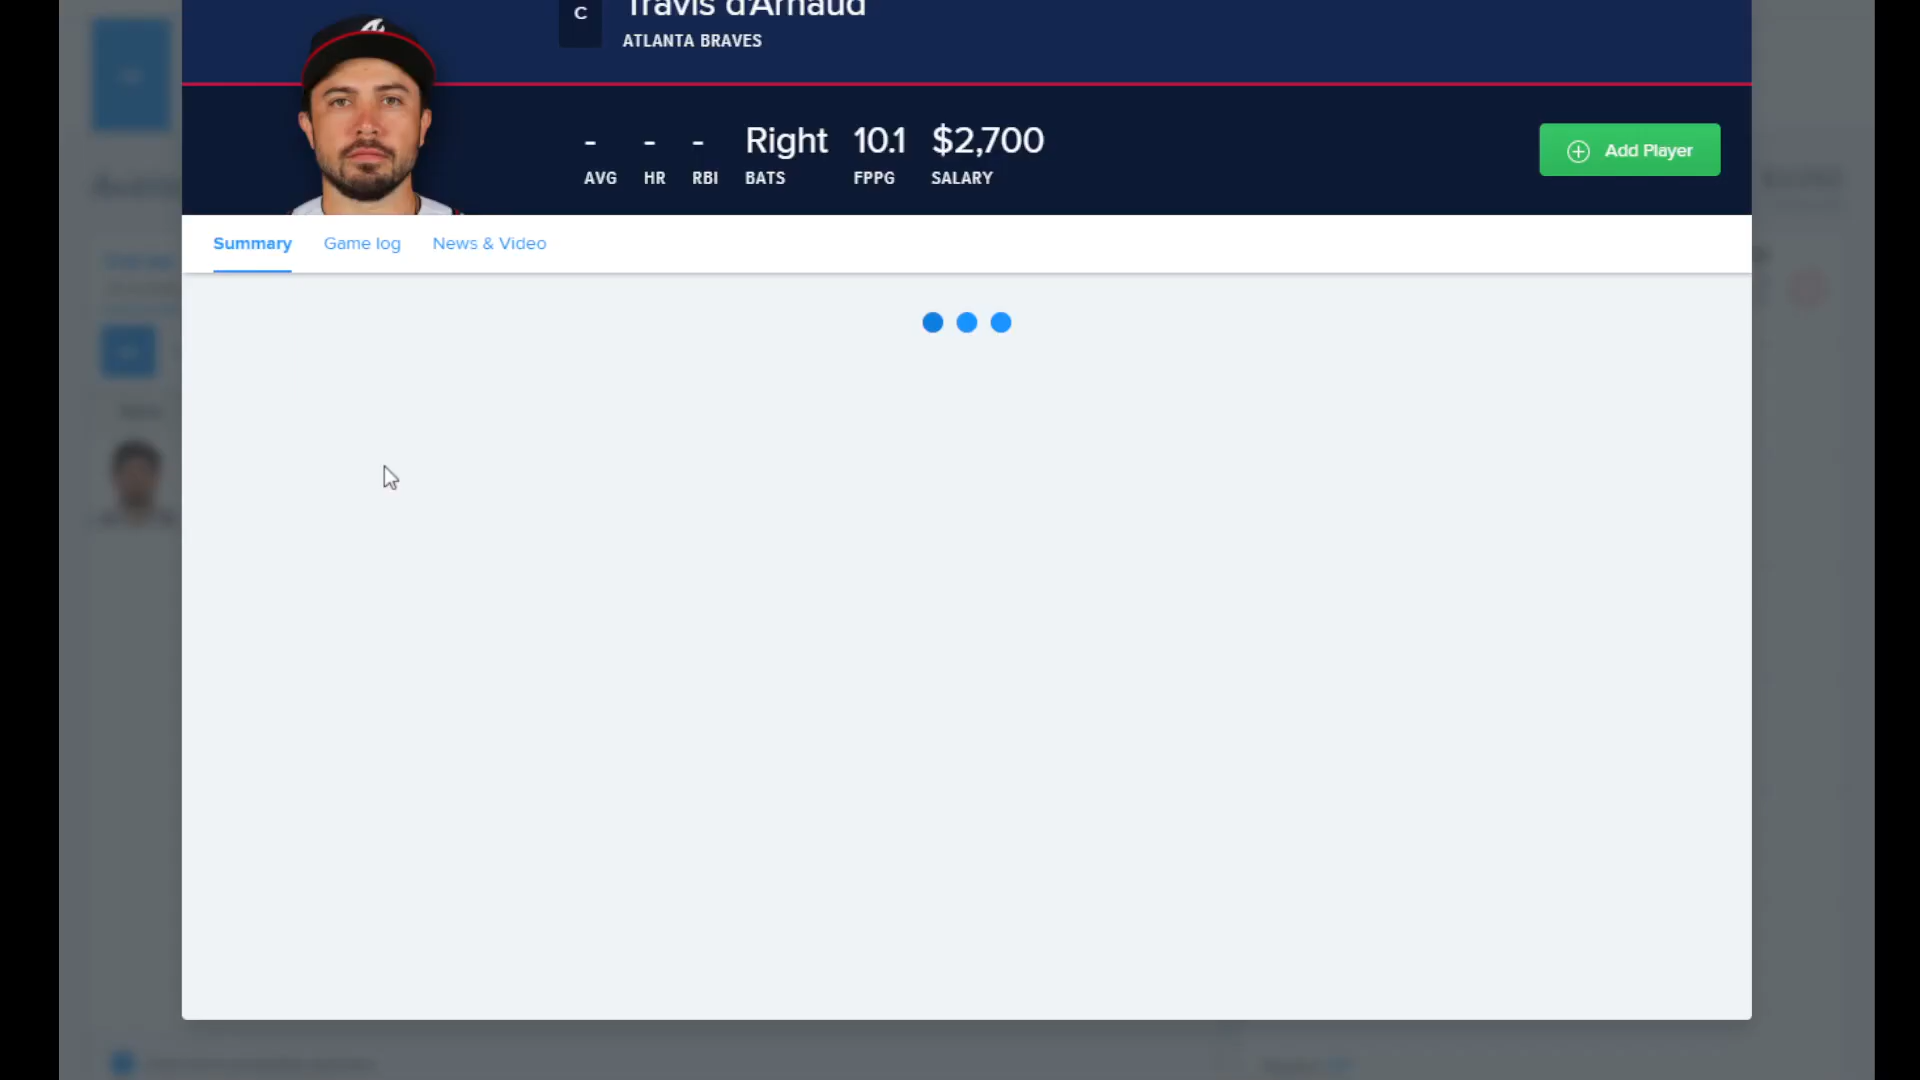 C
Travis d'Arnaud
ATLANTA BRAVES
- - - Right 10.1 $2,700
AVG HR RBI BATS FPPG SALARY
Add Player
Summary Game log News & Video